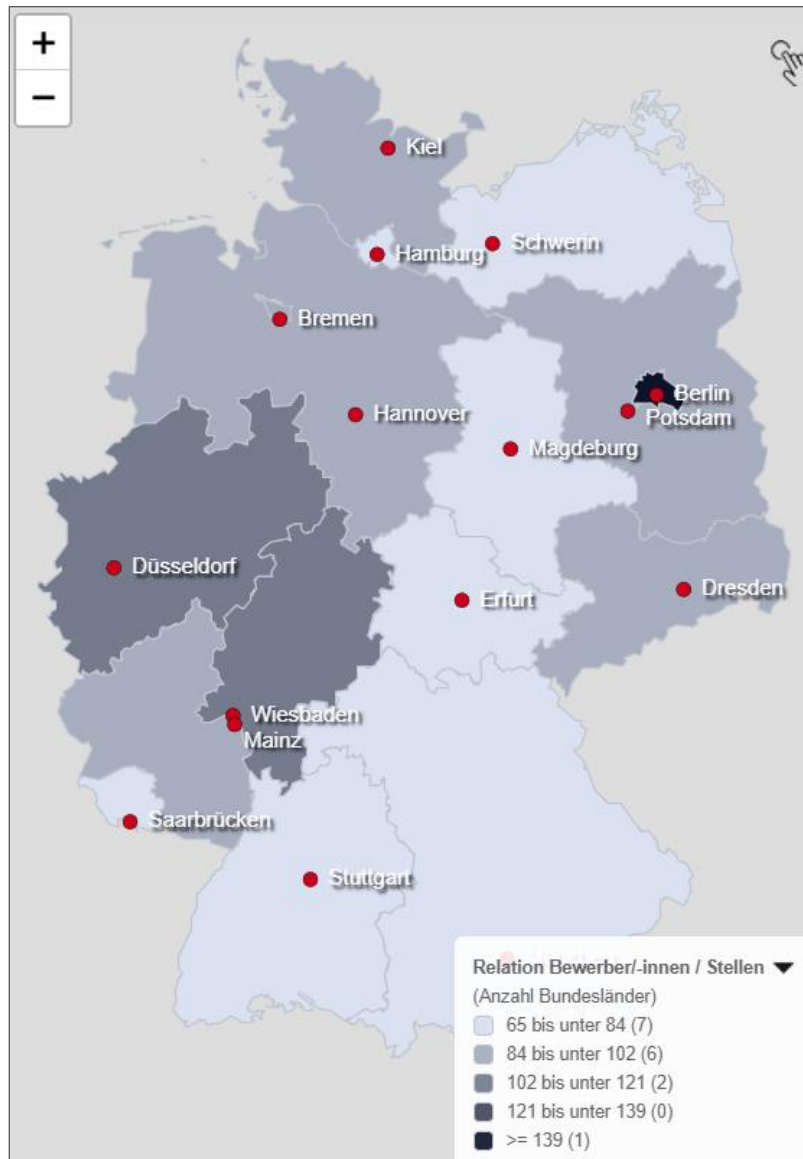 +
−
Kiel
Schwerin
Hamburg
Bremen
Berlin
Potsdam
Hannover
Magdeburg
Düsseldorf
Dresden
Erfurt
Wiesbaden
Mainz
Saarbrücken
Stuttgart
Relation Bewerber/-innen / Stellen
(Anzahl Bundesländer)
65 bis unter 84 (7)
84 bis unter 102 (6)
102 bis unter 121 (2)
121 bis unter 139 (0)
>= 139 (1)